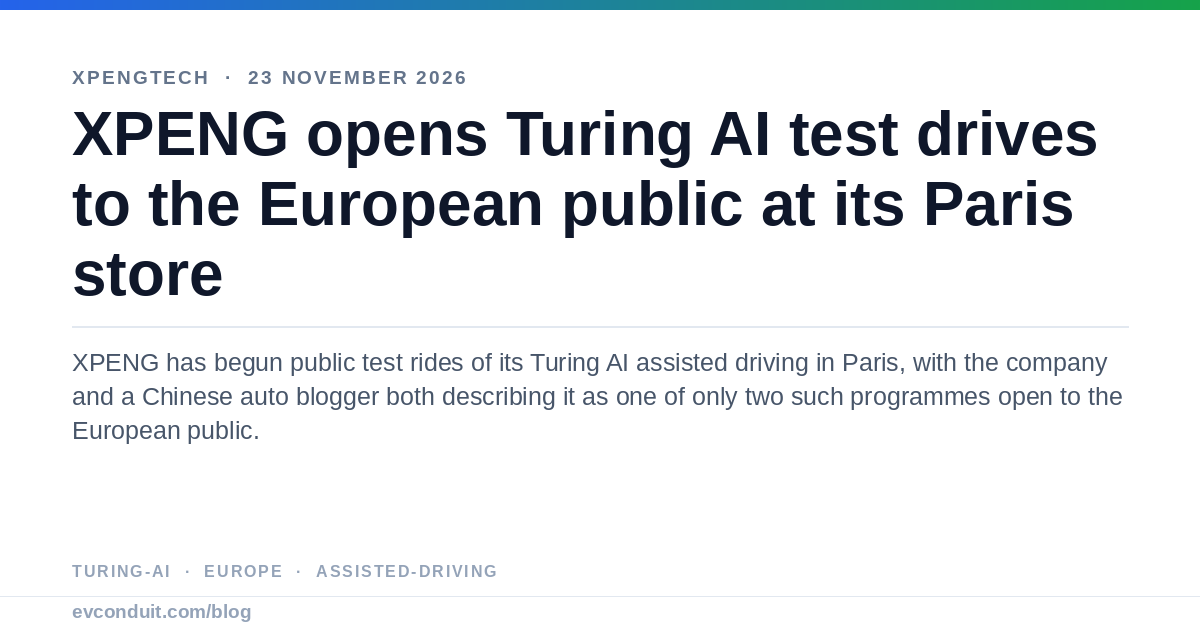 XPENGTECH · 23 NOVEMBER 2026
XPENG opens Turing AI test drives
to the European public at its Paris
store
XPENG has begun public test rides of its Turing AI assisted driving in Paris, with the company
and a Chinese auto blogger both describing it as one of only two such programmes open to the
European public.
TURING-AI · EUROPE · ASSISTED-DRIVING
evconduit.com/blog